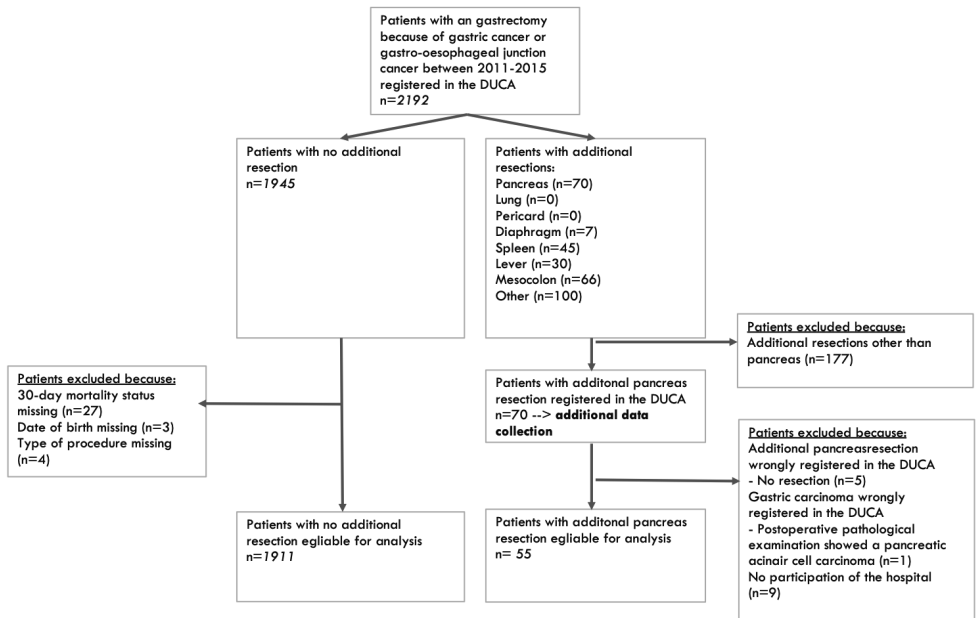 Patients with an gastrectomy
because of gastric cancer or
gastro-oesophageal junction
cancer between 2011-2015
registered in the DUCA
n=2192
Patients with no additional
resection
n=1945
Patients with additional
resections:
Pancreas (n=70)
Lung (n=0)
Pericard (n=0)
Diaphragm (n=7)
Spleen (n=45)
Lever (n=30)
Mesocolon (n=66)
Other (n=100)
Patients excluded because:
Additional resections other than
pancreas (n=177)
Patients excluded because:
30-day mortality status
missing (n=27)
Date of birth missing (n=3)
Type of procedure missing
(n=4)
Patients with additonal pancreas
resection registered in the DUCA
n=70 --> additional data
collection
Patients excluded because:
Additional pancreasresection
wrongly registered in the DUCA
- No resection (n=5)
Gastric carcinoma wrongly
registered in the DUCA
- Postoperative pathological
examination showed a pancreatic
acinair cell carcinoma (n=1)
No participation of the hospital
(n=9)
Patients with no additional
resection egliable for analysis
n=1911
Patients with additonal pancreas
resection egliable for analysis
n= 55